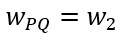 w_{PQ} = w_2